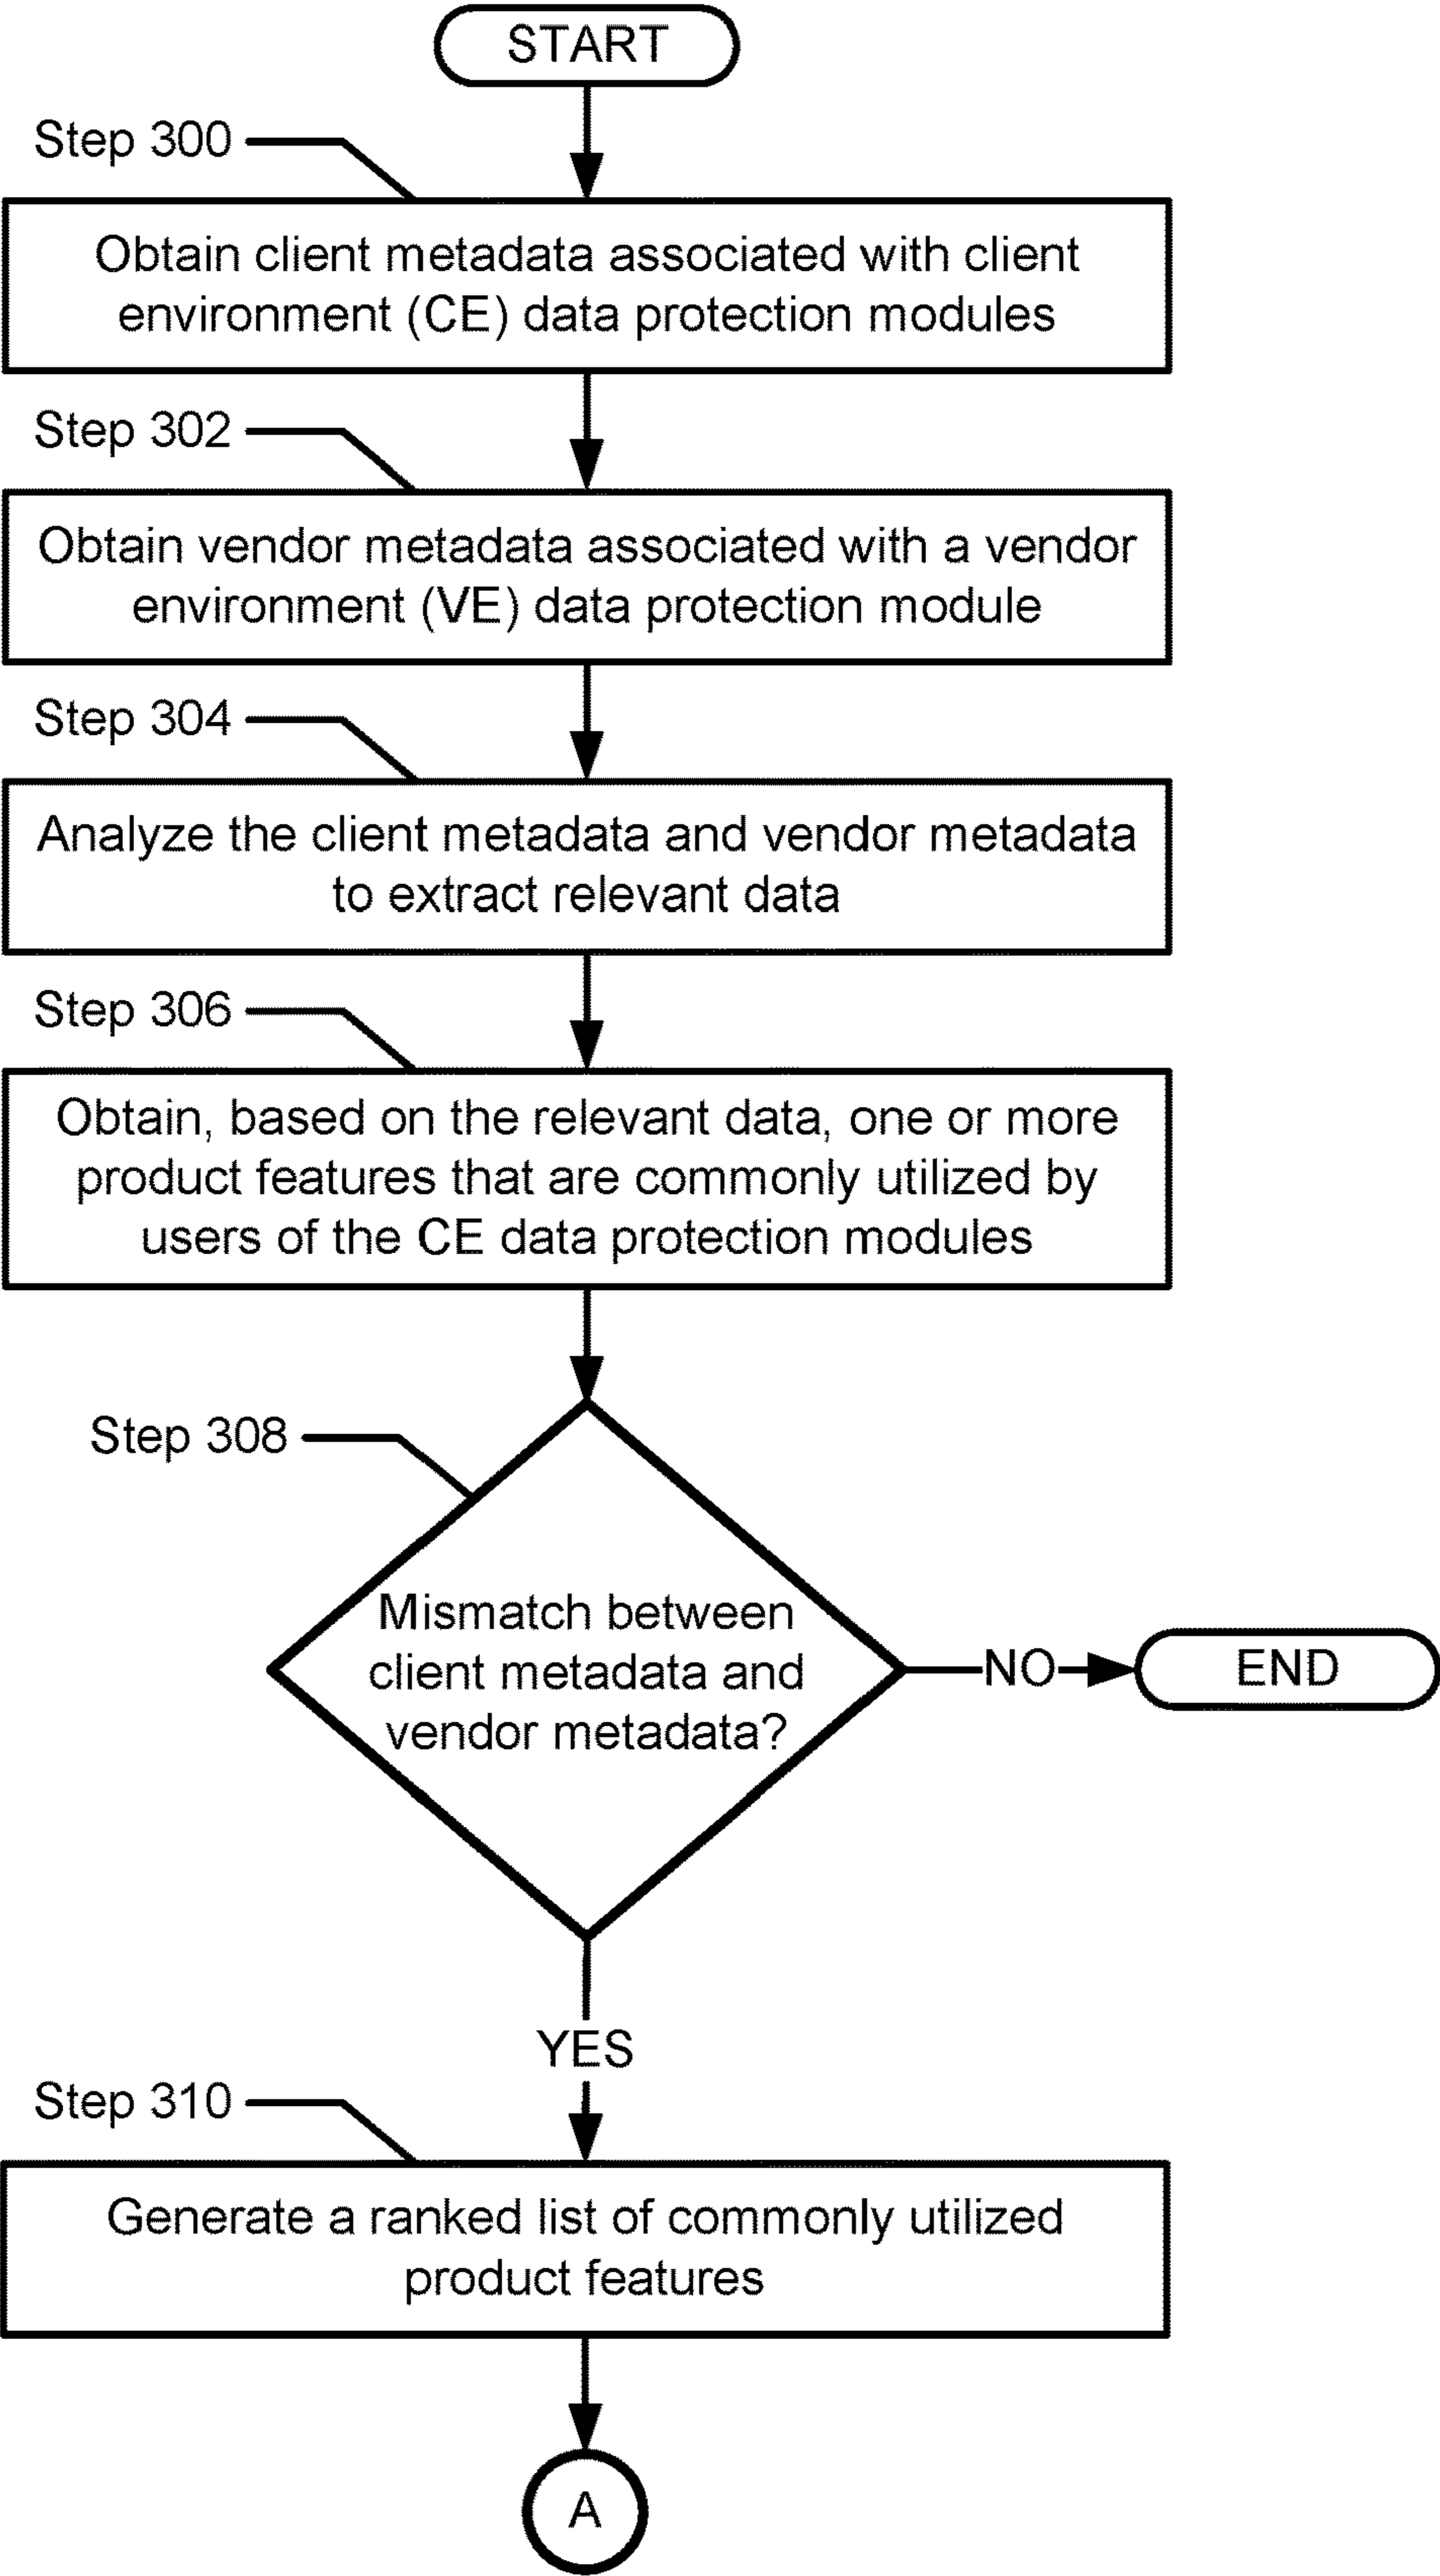 START
Step 300
Obtain client metadata associated with client
environment (CE) data protection modules
Step 302
Obtain vendor metadata associated with a vendor
environment (VE) data protection module
Step 304
Analyze the client metadata and vendor metadata
to extract relevant data
Step 306
Obtain, based on the relevant data, one or more
product features that are commonly utilized by
users of the CE data protection modules
Step 308
Mismatch between
client metadata and
vendor metadata?
NO
END
YES
Step 310
Generate a ranked list of commonly utilized
product features
A